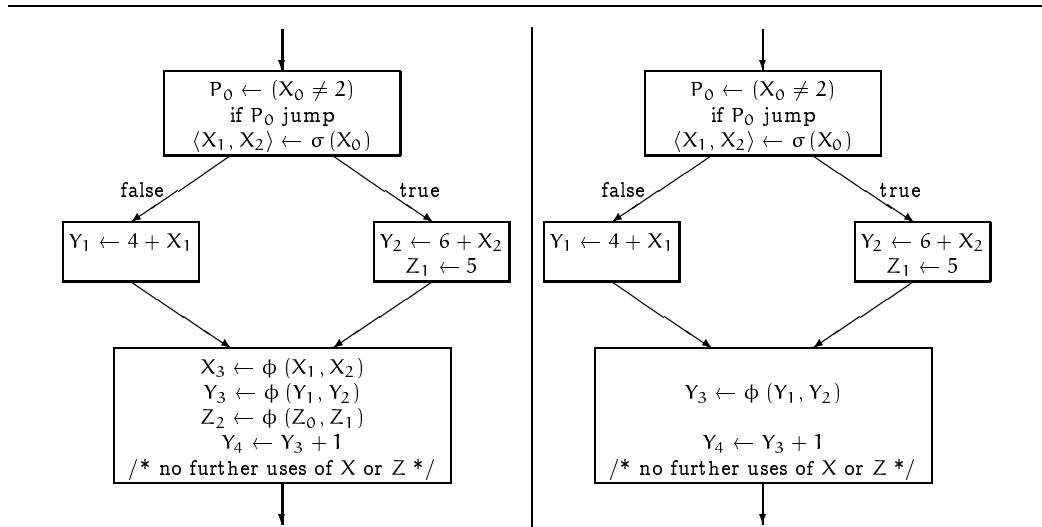 P₀ ← (X₀ ≠ 2)
if P₀ jump
⟨X₁, X₂⟩ ← σ (X₀)
false
true
Y₁ ← 4 + X₁
Y₂ ← 6 + X₂
Z₁ ← 5
X₃ ← ϕ (X₁, X₂)
Y₃ ← ϕ (Y₁, Y₂)
Z₂ ← ϕ (Z₀, Z₁)
Y₄ ← Y₃ + 1
/* no further uses of X or Z */
P₀ ← (X₀ ≠ 2)
if P₀ jump
⟨X₁, X₂⟩ ← σ (X₀)
false
true
Y₁ ← 4 + X₁
Y₂ ← 6 + X₂
Z₁ ← 5
Y₃ ← ϕ (Y₁, Y₂)
Y₄ ← Y₃ + 1
/* no further uses of X or Z */